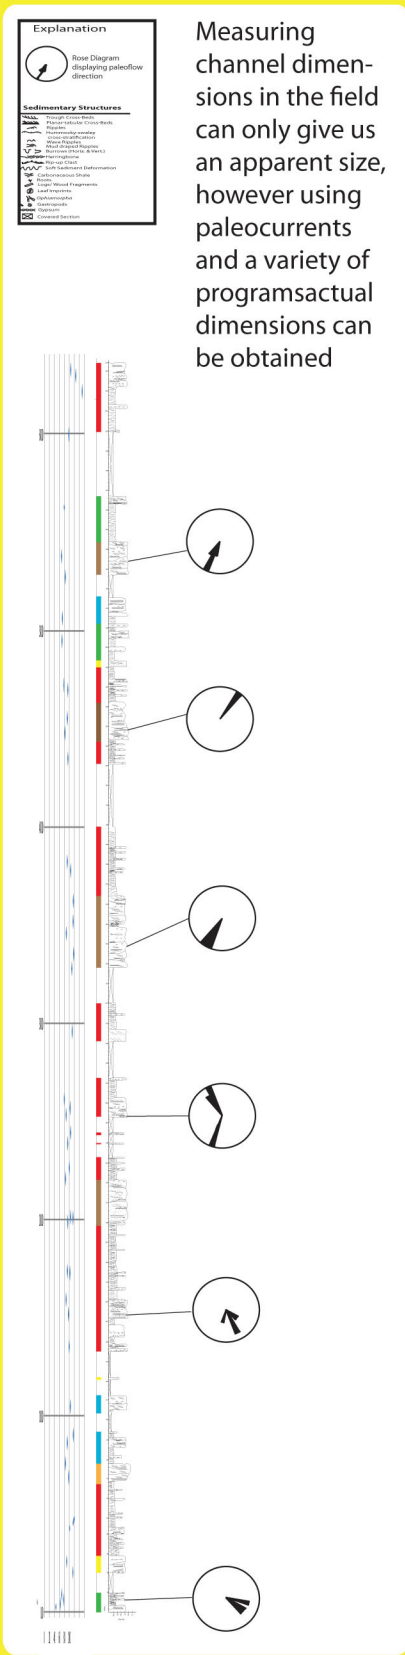 Explanation
Rose Diagram
displaying paleoflow
direction
Sedimentary Structures
Trough Cross-Beds
Planar-tabular Cross-Beds
Ripples
Hummocky-swaley
cross-stratification
Wave Ripples
Mud draped Ripples
Burrows (Horiz. & Vert.)
Herringbone
Rip-up Clast
Soft Sediment Deformation
Carbonaceous Shale
Roots
Logs/ Wood Fragments
Leaf Imprints
Ophiomorpha
Gastropods
Gypsum
Covered Section
Measuring
channel dimen-
sions in the field
can only give us
an apparent size,
however using
paleocurrents
and a variety of
programsactual
dimensions can
be obtained